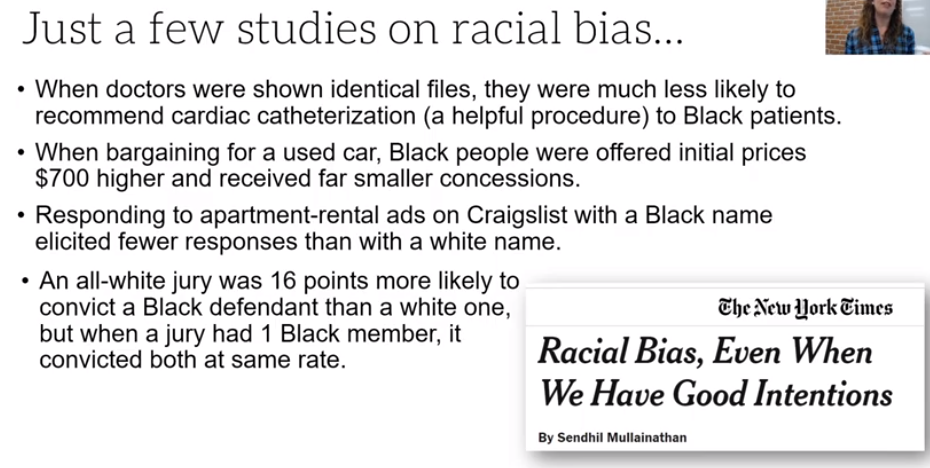 Just a few studies on racial bias...
• When doctors were shown identical files, they were much less likely to
recommend cardiac catheterization (a helpful procedure) to Black patients.
• When bargaining for a used car, Black people were offered initial prices
$700 higher and received far smaller concessions.
• Responding to apartment-rental ads on Craigslist with a Black name
elicited fewer responses than with a white name.
• An all-white jury was 16 points more likely to
convict a Black defendant than a white one,
but when a jury had 1 Black member, it
convicted both at same rate.
The New York Times
Racial Bias, Even When
We Have Good Intentions
By Sendhil Mullainathan